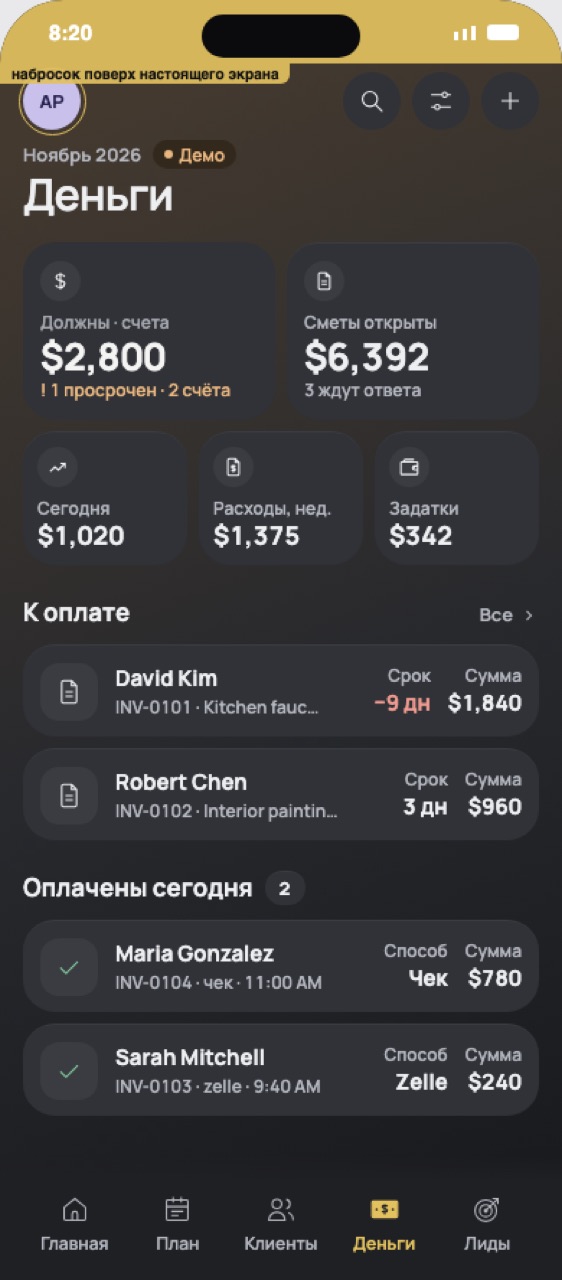 8:20
набросок поверх настоящего экрана
AP
Ноябрь 2026 Демо
Деньги
$
Должны · счета
$2,800
! 1 просрочен · 2 счёта
Сметы открыты
$6,392
3 ждут ответа
Сегодня
$1,020
Расходы, нед.
$1,375
Задатки
$342
К оплате Все
David Kim Срок Сумма
INV-0101 · Kitchen fauc… −9 дн $1,840
Robert Chen Срок Сумма
INV-0102 · Interior paintin… 3 дн $960
Оплачены сегодня 2
Maria Gonzalez Способ Сумма
INV-0104 · чек · 11:00 AM Чек $780
Sarah Mitchell Способ Сумма
INV-0103 · zelle · 9:40 AM Zelle $240
Главная План Клиенты Деньги Лиды